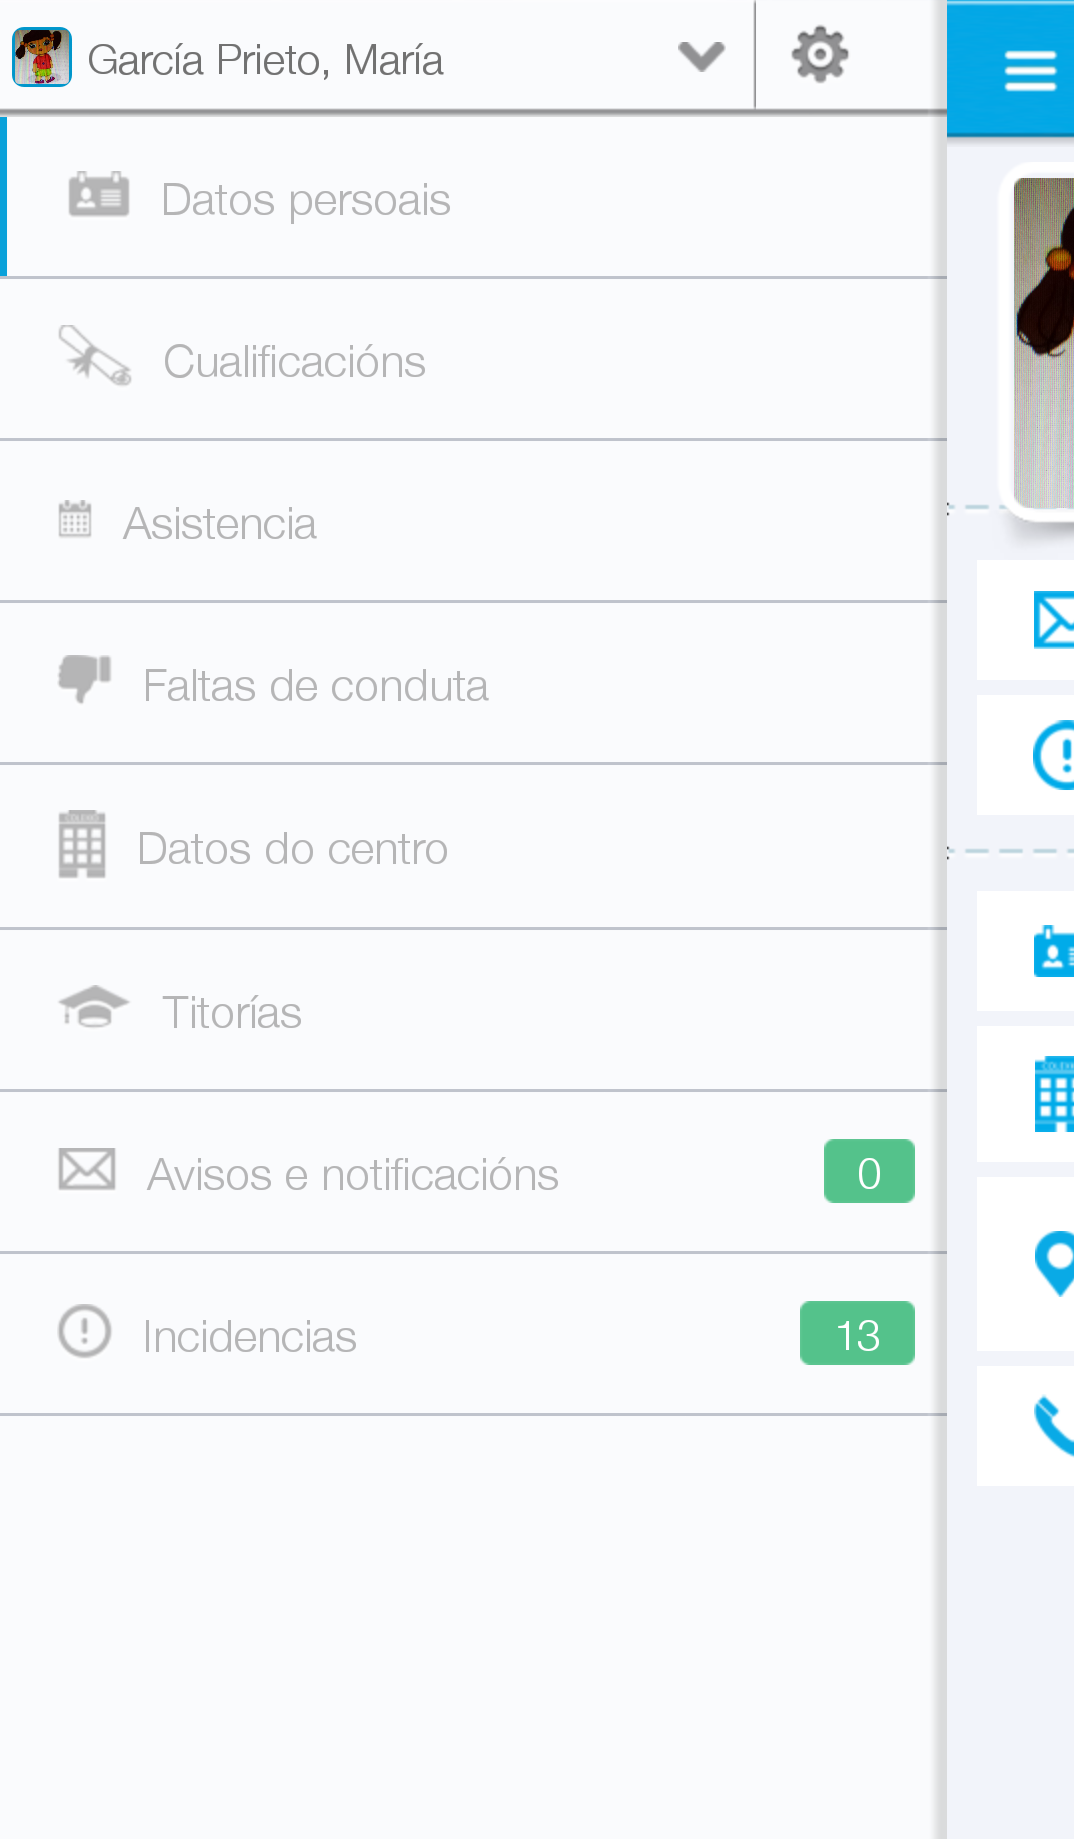 García Prieto, María
Datos persoais
Cualificacións
Asistencia
Faltas de conduta
Datos do centro
Titorías
Avisos e notificacións
0
Incidencias
13